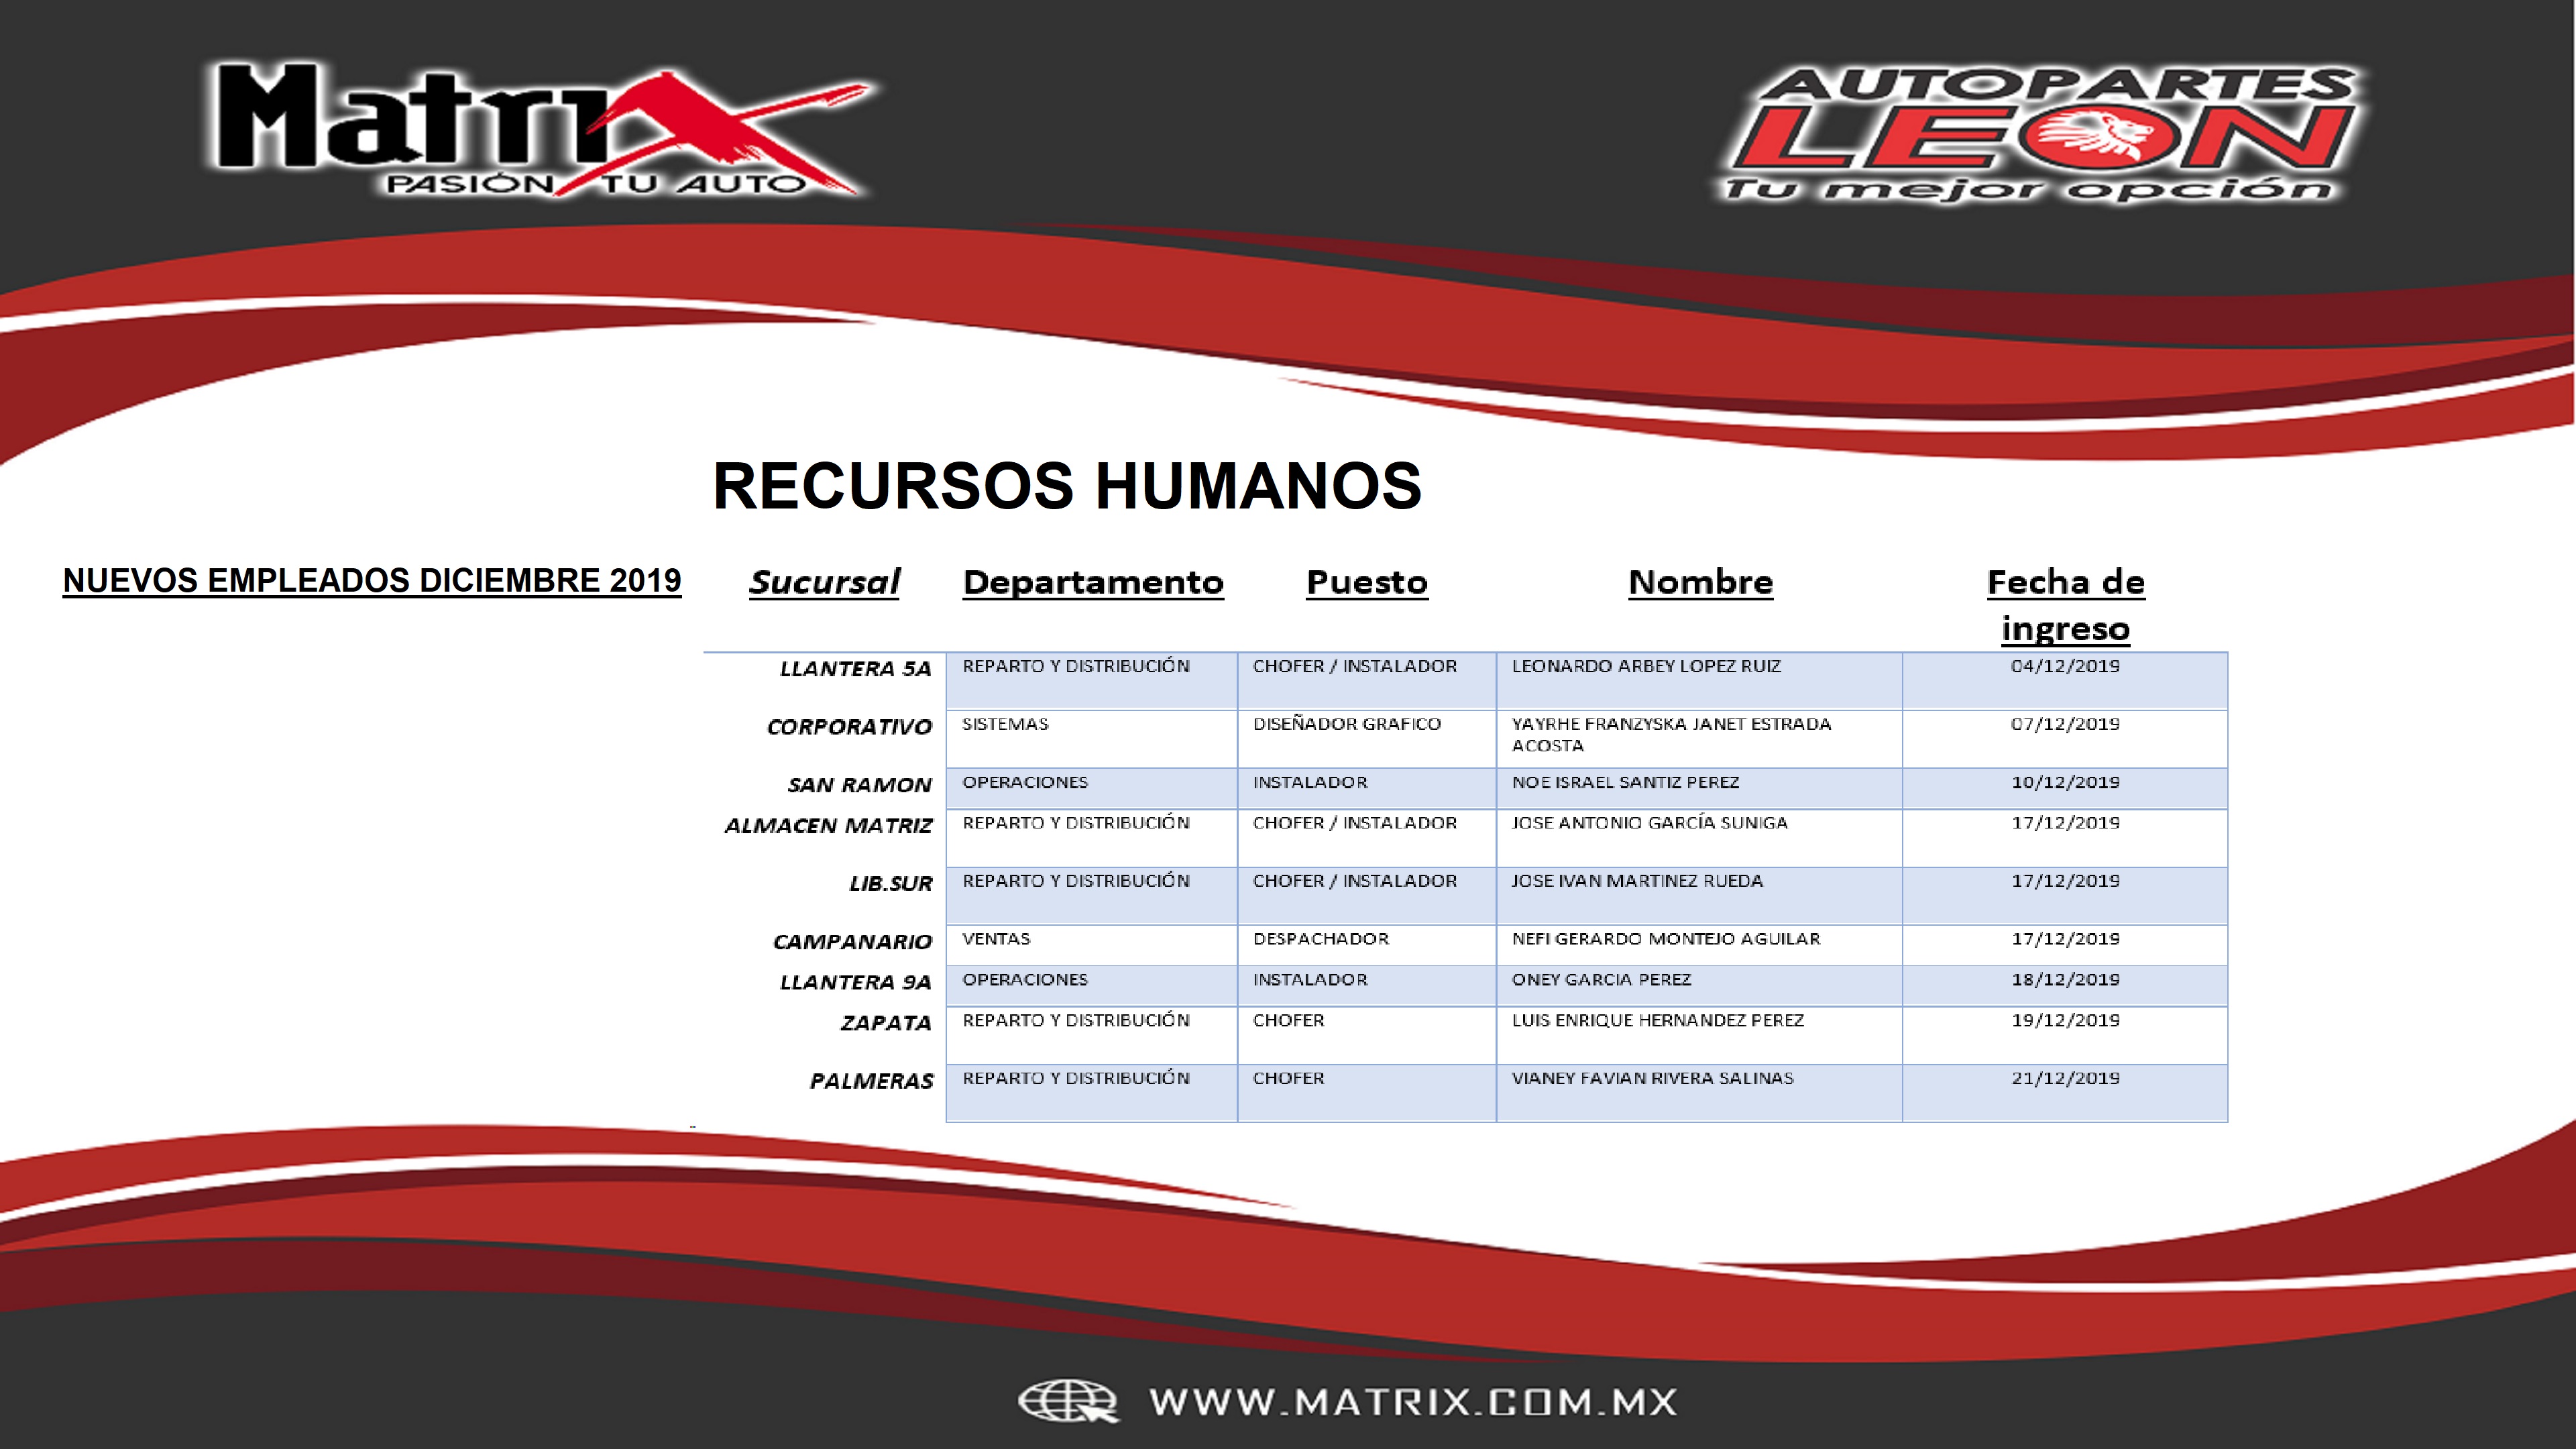 MatriX
PASIÓN TU AUTO
AUTOPARTES
LEON
Tu mejor opción
RECURSOS HUMANOS
NUEVOS EMPLEADOS DICIEMBRE 2019
Sucursal Departamento Puesto Nombre Fecha de
ingreso
LLANTERA 5A REPARTO Y DISTRIBUCIÓN CHOFER / INSTALADOR LEONARDO ARBEY LOPEZ RUIZ 04/12/2019
CORPORATIVO SISTEMAS DISEÑADOR GRAFICO YAYRHE FRANZYSKA JANET ESTRADA 07/12/2019
ACOSTA
SAN RAMON OPERACIONES INSTALADOR NOE ISRAEL SANTIZ PEREZ 10/12/2019
ALMACEN MATRIZ REPARTO Y DISTRIBUCIÓN CHOFER / INSTALADOR JOSE ANTONIO GARCÍA SUNIGA 17/12/2019
LIB.SUR REPARTO Y DISTRIBUCIÓN CHOFER / INSTALADOR JOSE IVAN MARTINEZ RUEDA 17/12/2019
CAMPANARIO VENTAS DESPACHADOR NEFI GERARDO MONTEJO AGUILAR 17/12/2019
LLANTERA 9A OPERACIONES INSTALADOR ONEY GARCIA PEREZ 18/12/2019
ZAPATA REPARTO Y DISTRIBUCIÓN CHOFER LUIS ENRIQUE HERNANDEZ PEREZ 19/12/2019
PALMERAS REPARTO Y DISTRIBUCIÓN CHOFER VIANEY FAVIAN RIVERA SALINAS 21/12/2019
WWW.MATRIX.COM.MX